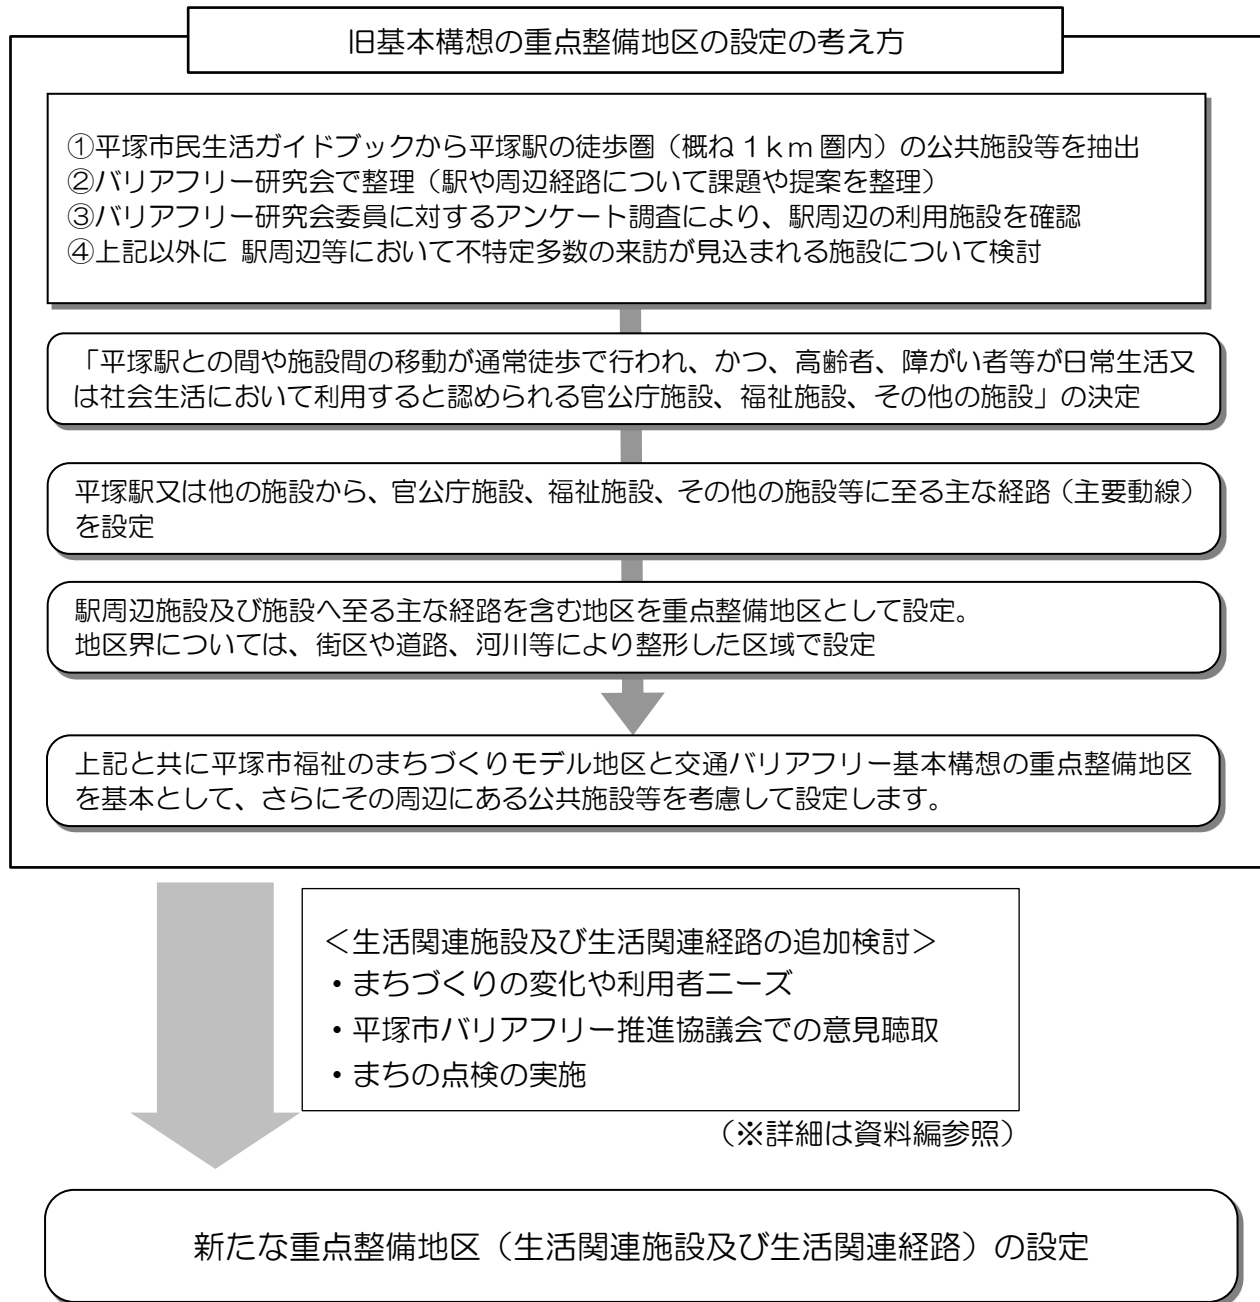 旧基本構想の重点整備地区の設定の考え方
①平塚市民生活ガイドブックから平塚駅の徒歩圏（概ね１ｋｍ圏内）の公共施設等を抽出
②バリアフリー研究会で整理（駅や周辺経路について課題や提案を整理）
③バリアフリー研究会委員に対するアンケート調査により、駅周辺の利用施設を確認
④上記以外に 駅周辺等において不特定多数の来訪が見込まれる施設について検討
「平塚駅との間や施設間の移動が通常徒歩で行われ、かつ、高齢者、障がい者等が日常生活又
は社会生活において利用すると認められる官公庁施設、福祉施設、その他の施設」の決定
平塚駅又は他の施設から、官公庁施設、福祉施設、その他の施設等に至る主な経路（主要動線）
を設定
駅周辺施設及び施設へ至る主な経路を含む地区を重点整備地区として設定。
地区界については、街区や道路、河川等により整形した区域で設定
上記と共に平塚市福祉のまちづくりモデル地区と交通バリアフリー基本構想の重点整備地区
を基本として、さらにその周辺にある公共施設等を考慮して設定します。
＜生活関連施設及び生活関連経路の追加検討＞
・まちづくりの変化や利用者ニーズ
・平塚市バリアフリー推進協議会での意見聴取
・まちの点検の実施
（※詳細は資料編参照）
新たな重点整備地区（生活関連施設及び生活関連経路）の設定